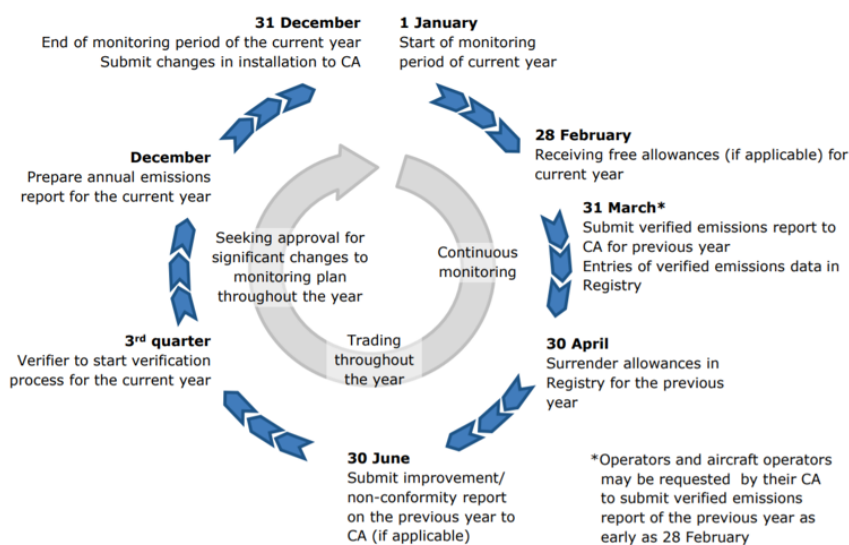 31 December
End of monitoring period of the current year
Submit changes in installation to CA
1 January
Start of monitoring
period of current year
28 February
Receiving free allowances (if applicable) for
current year
31 March*
Submit verified emissions report to
CA for previous year
Entries of verified emissions data in
Registry
30 April
Surrender allowances in
Registry for the previous
year
30 June
Submit improvement/
non-conformity report
on the previous year to
CA (if applicable)
3rd quarter
Verifier to start verification
process for the current year
December
Prepare annual emissions
report for the current year
Seeking approval for
significant changes to
monitoring plan
throughout the year
Continuous
monitoring
Trading
throughout
the year
*Operators and aircraft operators
may be requested by their CA
to submit verified emissions
report of the previous year as
early as 28 February